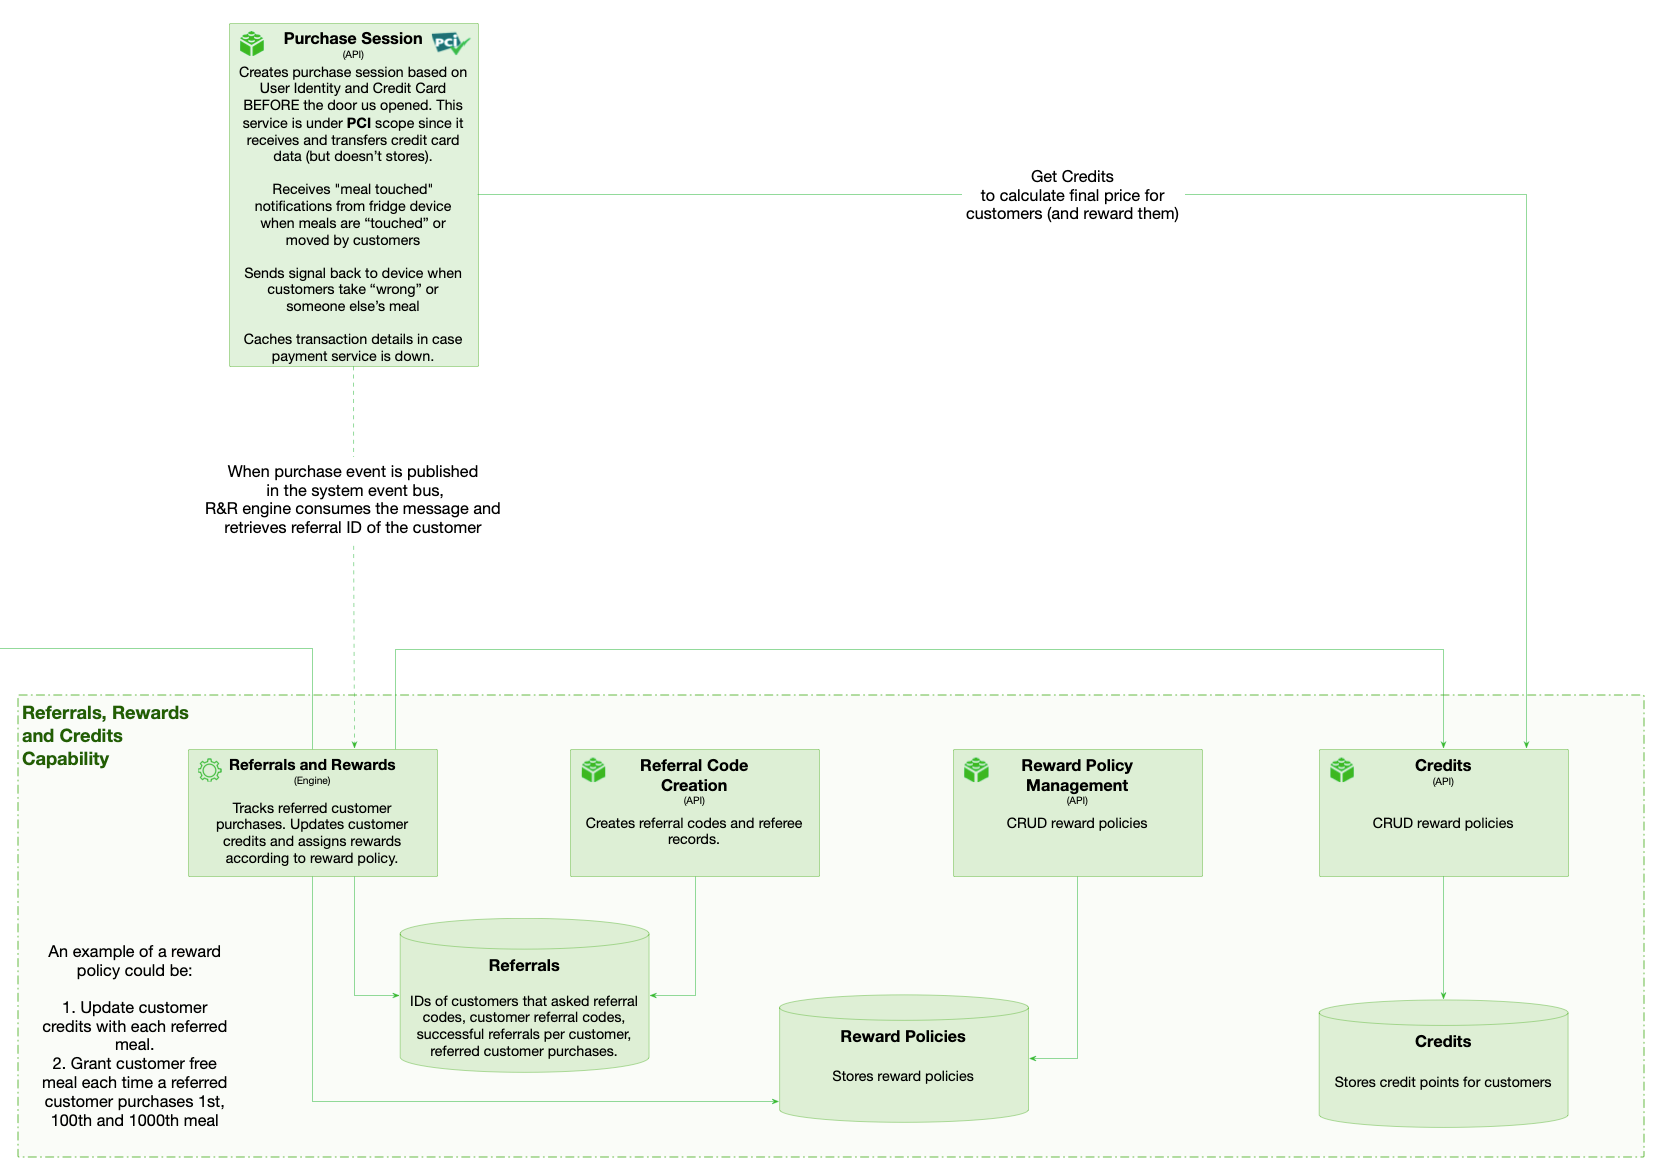 Purchase Session
PCI
(API)
Creates purchase session based on
User Identity and Credit Card
BEFORE the door us opened. This
service is under PCI scope since it
receives and transfers credit card
data (but doesn’t stores).
Receives "meal touched"
notifications from fridge device
when meals are “touched” or
moved by customers
Sends signal back to device when
customers take “wrong” or
someone else’s meal
Caches transaction details in case
payment service is down.
Get Credits
to calculate final price for
customers (and reward them)
When purchase event is published
in the system event bus,
R&R engine consumes the message and
retrieves referral ID of the customer
Referrals, Rewards
and Credits
Capability
Referrals and Rewards
(Engine)
Tracks referred customer
purchases. Updates customer
credits and assigns rewards
according to reward policy.
Referral Code
Creation
(API)
Creates referral codes and referee
records.
Reward Policy
Management
(API)
CRUD reward policies
Credits
(API)
CRUD reward policies
An example of a reward
policy could be:
1. Update customer
credits with each referred
meal.
2. Grant customer free
meal each time a referred
customer purchases 1st,
100th and 1000th meal
Referrals
IDs of customers that asked referral
codes, customer referral codes,
successful referrals per customer,
referred customer purchases.
Reward Policies
Stores reward policies
Credits
Stores credit points for customers